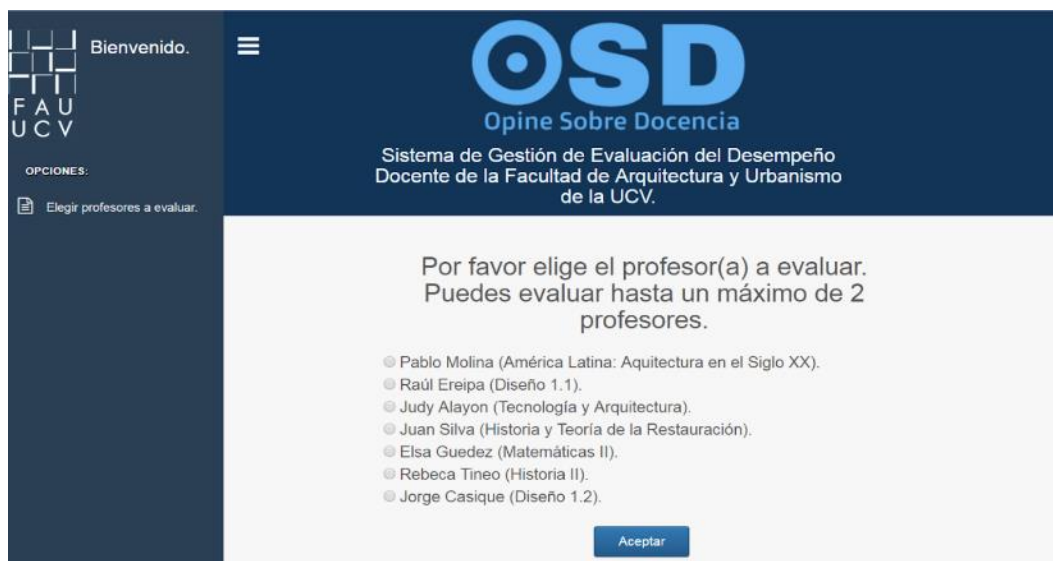 Bienvenido.
FAU
UCV
OPCIONES:
Elegir profesores a evaluar.
OSD
Opine Sobre Docencia
Sistema de Gestión de Evaluación del Desempeño
Docente de la Facultad de Arquitectura y Urbanismo
de la UCV.
Por favor elige el profesor(a) a evaluar.
Puedes evaluar hasta un máximo de 2
profesores.
Pablo Molina (América Latina: Aquitectura en el Siglo XX).
Raúl Ereipa (Diseño 1.1).
Judy Alayon (Tecnología y Arquitectura).
Juan Silva (Historia y Teoría de la Restauración).
Elsa Guedez (Matemáticas II).
Rebeca Tineo (Historia II).
Jorge Casique (Diseño 1.2).
Aceptar